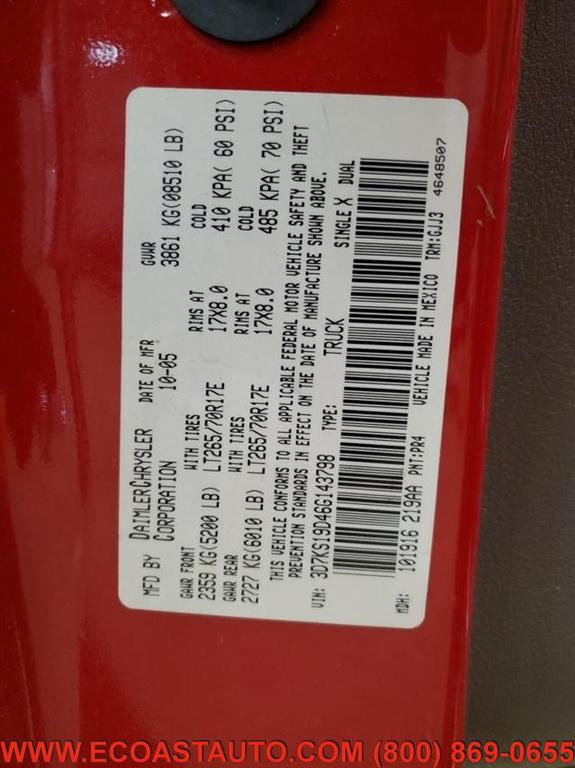 MFD BY DAIMLERCHRYSLER CORPORATION DATE OF MFR 10-05 GVWR 3861 KG(08510 LB)
GAWR FRONT WITH TIRES RIMS AT COLD
2359 KG(5200 LB) LT265/70R17E 17X8.0 410 KPA( 60 PSI)
GAWR REAR WITH TIRES RIMS AT COLD
2727 KG(6010 LB) LT265/70R17E 17X8.0 485 KPA( 70 PSI)
THIS VEHICLE CONFORMS TO ALL APPLICABLE FEDERAL MOTOR VEHICLE SAFETY AND THEFT
PREVENTION STANDARDS IN EFFECT ON THE DATE OF MANUFACTURE SHOWN ABOVE.
VIN: 3D7KS19D46G143798 TYPE: TRUCK SINGLE X DUAL
MDH: 101916 219AA PNT:PR4 VEHICLE MADE IN MEXICO TRM:GJJ3
4648507
WWW.ECOASTAUTO.COM (800) 869-0655